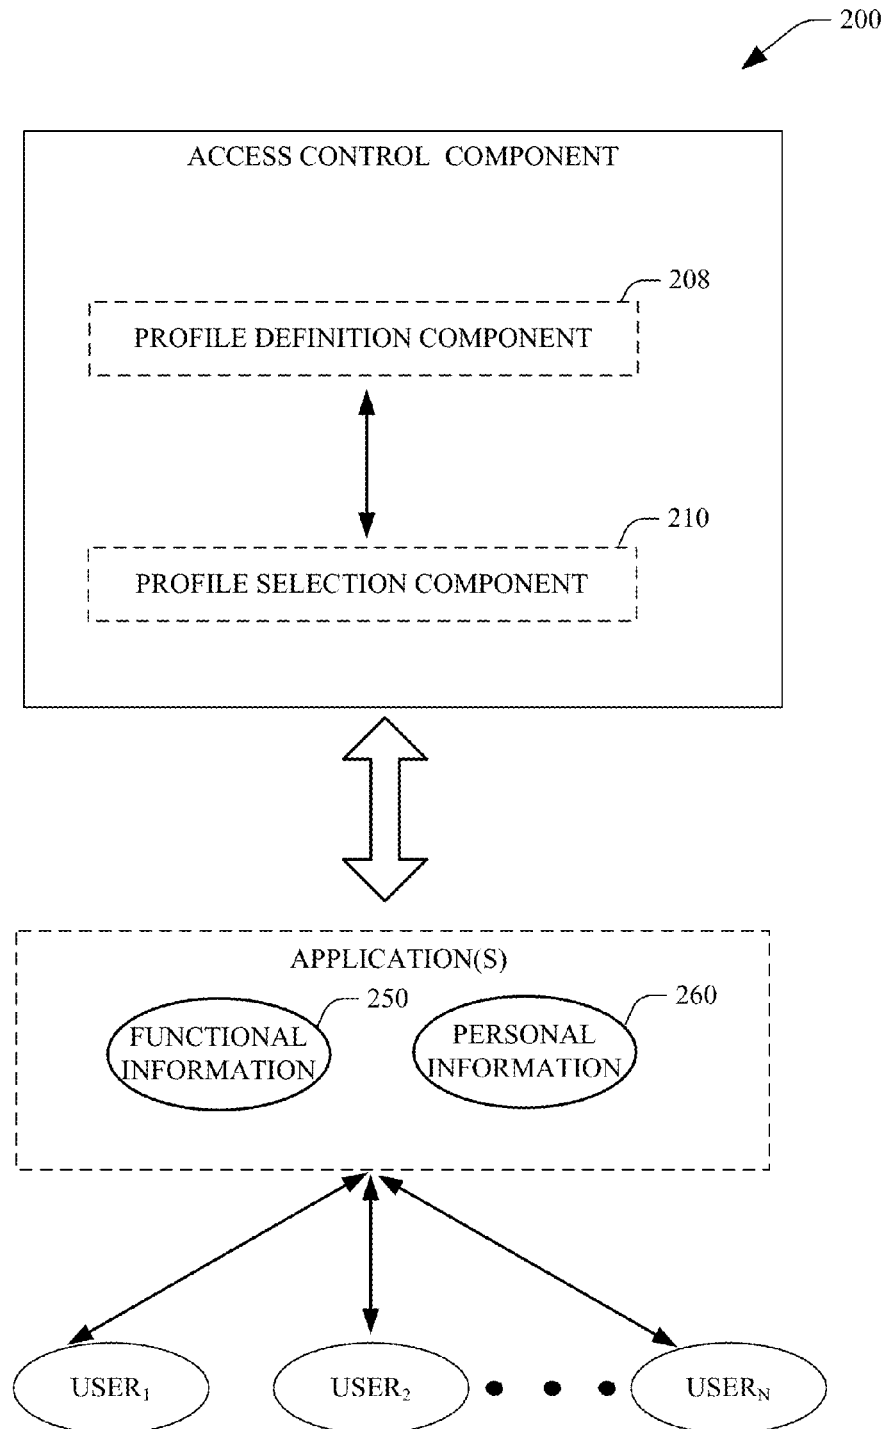 200
ACCESS CONTROL COMPONENT
208
PROFILE DEFINITION COMPONENT
210
PROFILE SELECTION COMPONENT
APPLICATION(S)
250
260
FUNCTIONAL
INFORMATION
PERSONAL
INFORMATION
USER₁
USER₂
USER_N